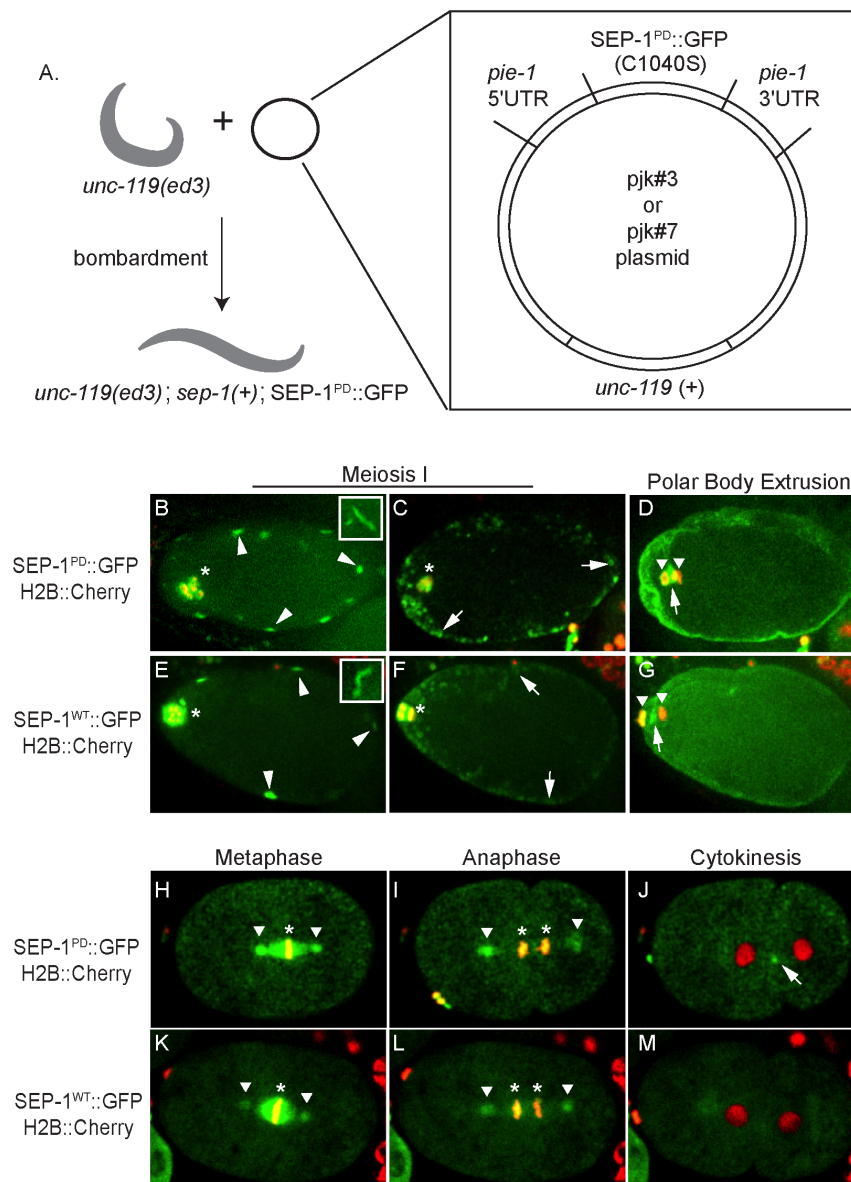 A.
unc-119(ed3)
+
bombardment
unc-119(ed3); sep-1(+); SEP-1PD::GFP
SEP-1PD::GFP
(C1040S)
pie-1
5'UTR
pie-1
3'UTR
pjk#3
or
pjk#7
plasmid
unc-119 (+)
Meiosis I
Polar Body Extrusion
SEP-1PD::GFP
H2B::Cherry
B
*
C
*
D
SEP-1WT::GFP
H2B::Cherry
E
*
F
*
G
Metaphase
Anaphase
Cytokinesis
SEP-1PD::GFP
H2B::Cherry
H
*
I
* *
J
SEP-1WT::GFP
H2B::Cherry
K
*
L
* *
M